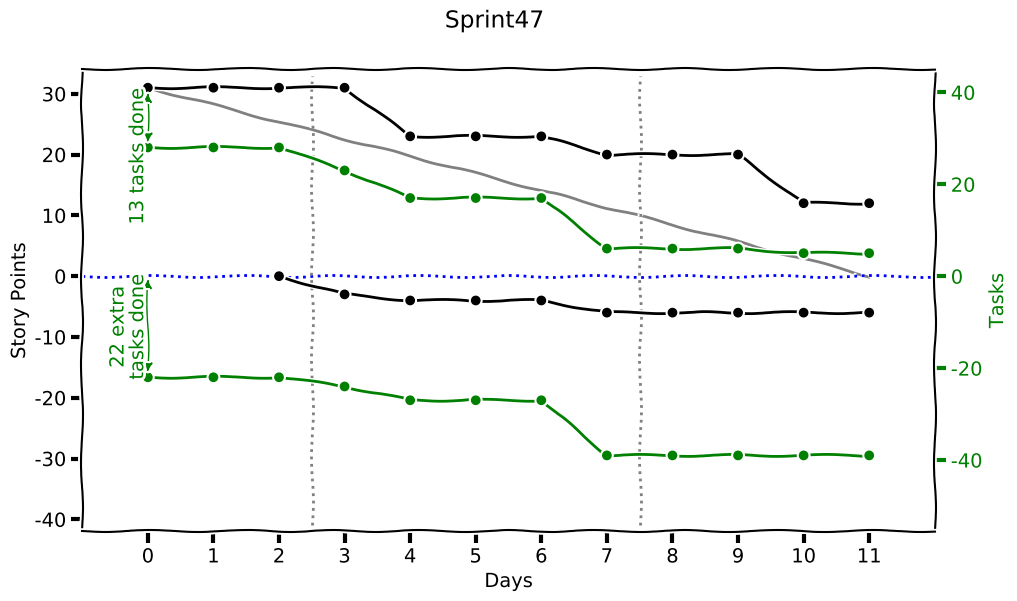 Sprint47
30
20
10
0
-10
-20
-30
-40
Story Points
13 tasks done
22 extra
tasks done
40
20
0
-20
-40
Tasks
0 1 2 3 4 5 6 7 8 9 10 11
Days